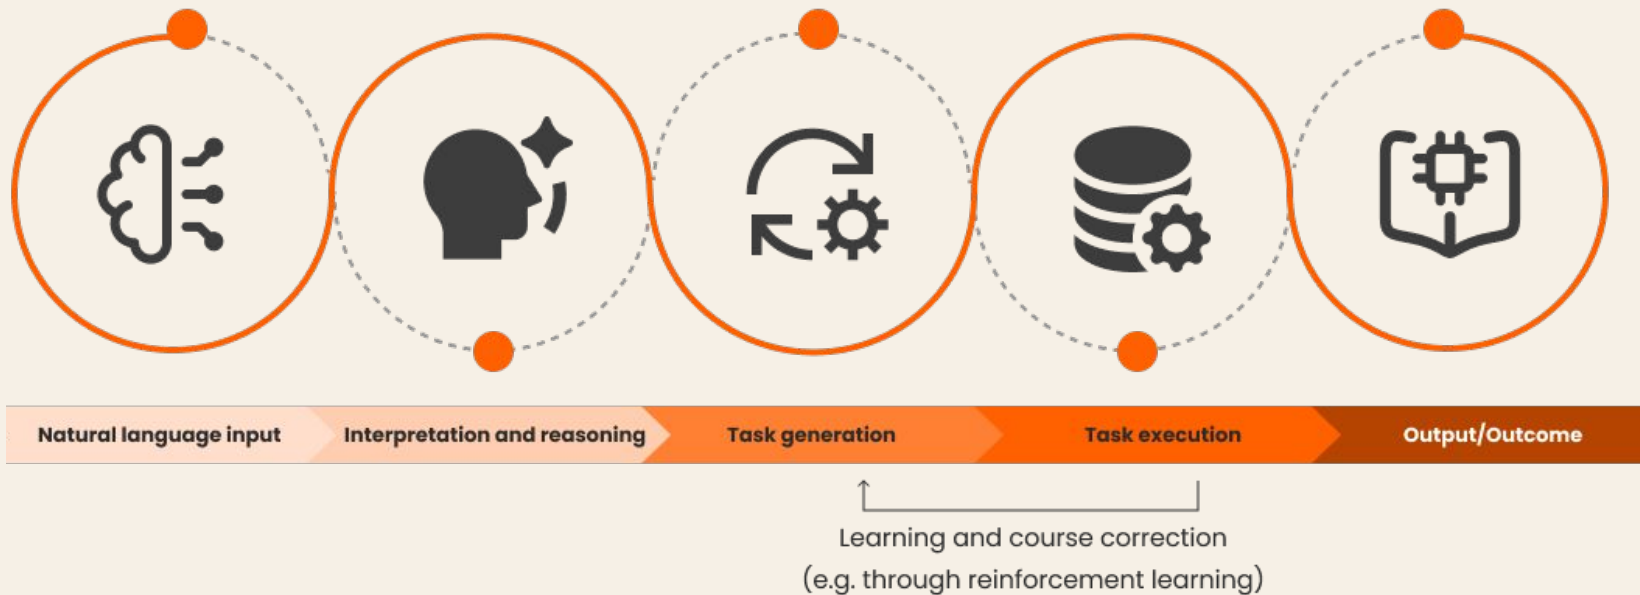 Natural language input
Interpretation and reasoning
Task generation
Task execution
Output/Outcome
Learning and course correction
(e.g. through reinforcement learning)